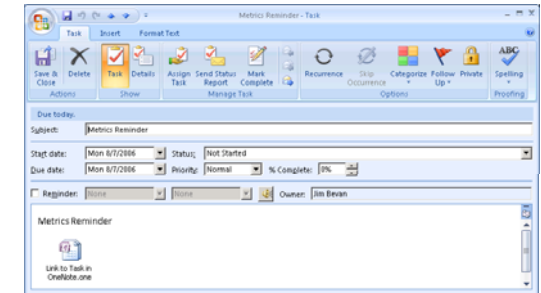 Metrics Reminder - Task
Task Insert Format Text
Save & Close Delete Task Details Assign Task Send Status Report Mark Complete Recurrence Skip Occurrence Categorize Follow Up Private Spelling
Actions Show Manage Task Options Proofing
Due today.
Subject: Metrics Reminder
Start date: Mon 8/7/2006 Status: Not Started
Due date: Mon 8/7/2006 Priority: Normal % Complete: 0%
Reminder: None None Owner: Jim Bevan
Metrics Reminder
Link to Task in
OneNote.one